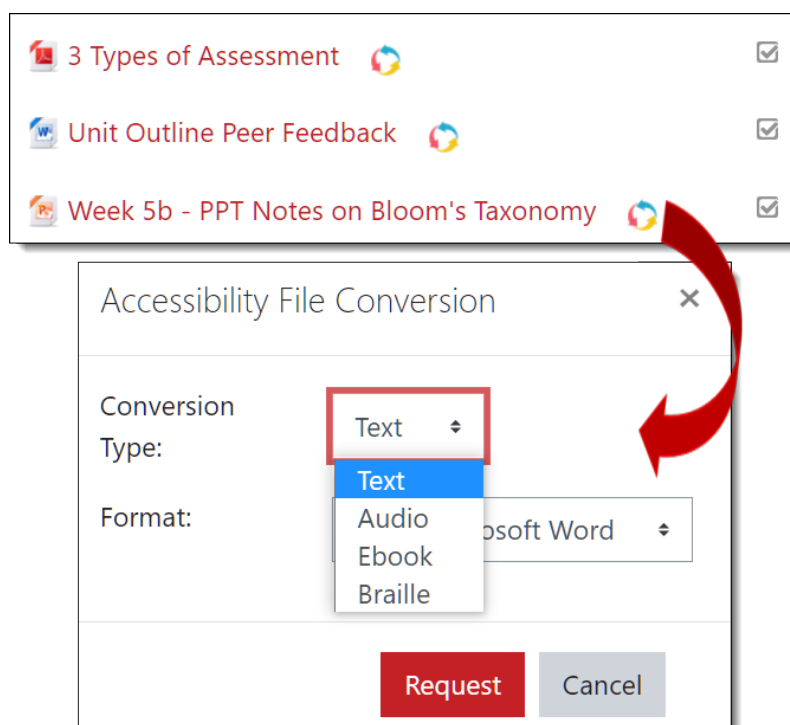 3 Types of Assessment
Unit Outline Peer Feedback
Week 5b - PPT Notes on Bloom's Taxonomy
Accessibility File Conversion ×
Conversion
Type:
Text
Text
Audio
Ebook
Braille
Format:
Word
Request Cancel